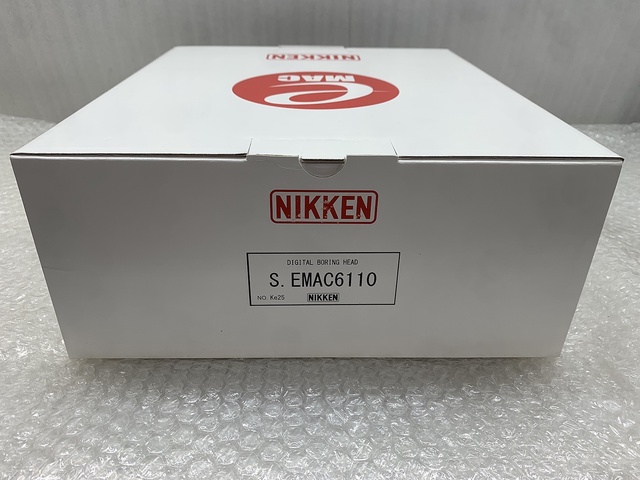 NIKKEN
e
MAC
NIKKEN
DIGITAL BORING HEAD
S. EMAC6110
NO. Ke25 NIKKEN